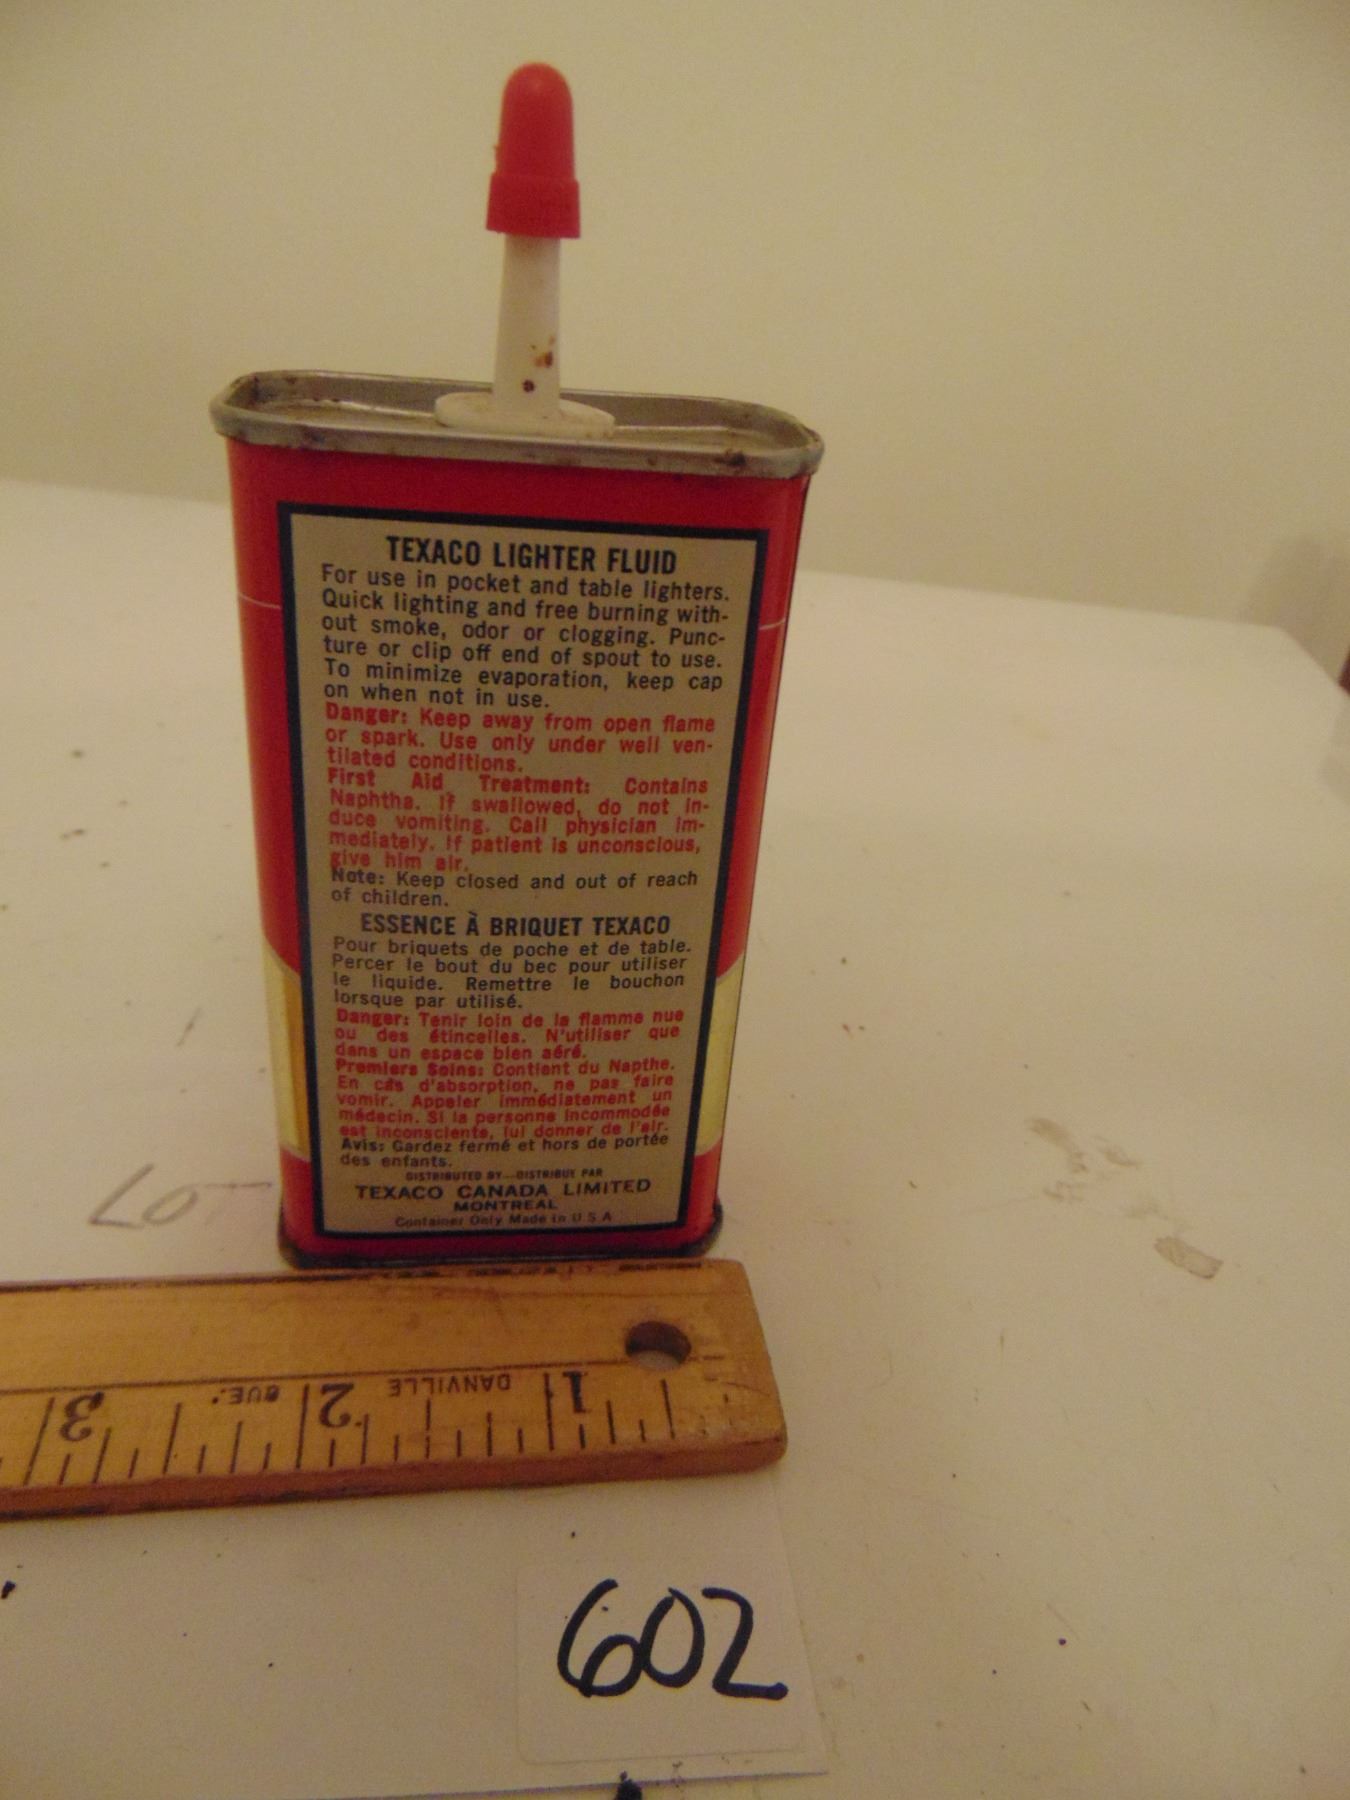 TEXACO LIGHTER FLUID
For use in pocket and table lighters.
Quick lighting and free burning with-
out smoke, odor or clogging. Punc-
ture or clip off end of spout to use.
To minimize evaporation, keep cap
on when not in use.
Danger: Keep away from open flame
or spark. Use only under well ven-
tilated conditions.
First Aid Treatment: Contains
Naphtha. If swallowed, do not in-
duce vomiting. Call physician im-
mediately. If patient is unconscious,
give him air.
Note: Keep closed and out of reach
of children.
ESSENCE À BRIQUET TEXACO
Pour briquets de poche et de table.
Percer le bout du bec pour utiliser
le liquide. Remettre le bouchon
lorsque par utilisé.
Danger: Tenir loin de la flamme nue
ou des étincelles. N'utiliser que
dans un espace bien aéré.
Premiers Soins: Contient du Napthe.
En cas d'absorption, ne pas faire
vomir. Appeler immédiatement un
médecin. Si la personne incommodée
est inconsciente, lui donner de l'air.
Avis: Gardez fermé et hors de portée
des enfants.
DISTRIBUTED BY--DISTRIBUÉ PAR
TEXACO CANADA LIMITED
MONTREAL
Container Only Made in U.S.A
3 QUE. 2 DANVILLE 1
602